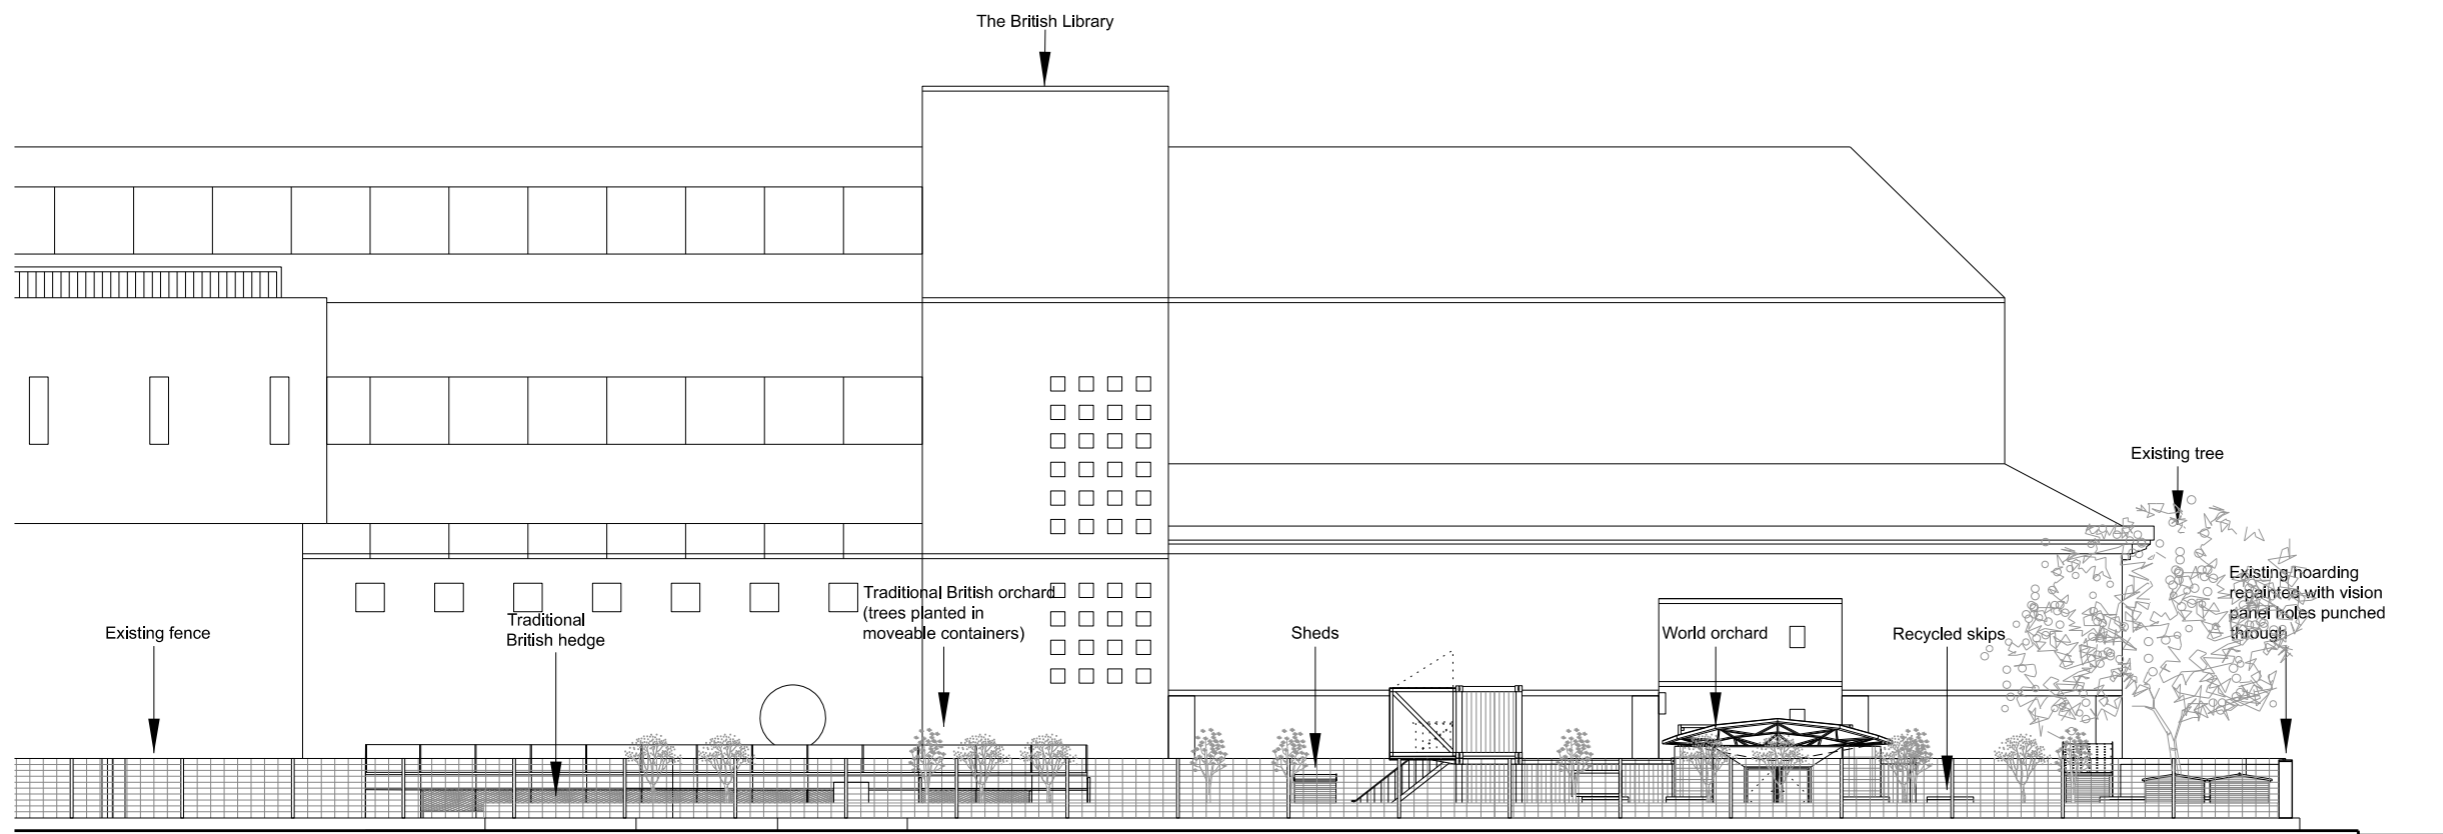 The British Library
Existing tree
Existing hoarding
repainted with vision
panel holes punched
through
Traditional British orchard
(trees planted in
moveable containers)
Traditional
British hedge
Existing fence
Sheds
World orchard
Recycled skips